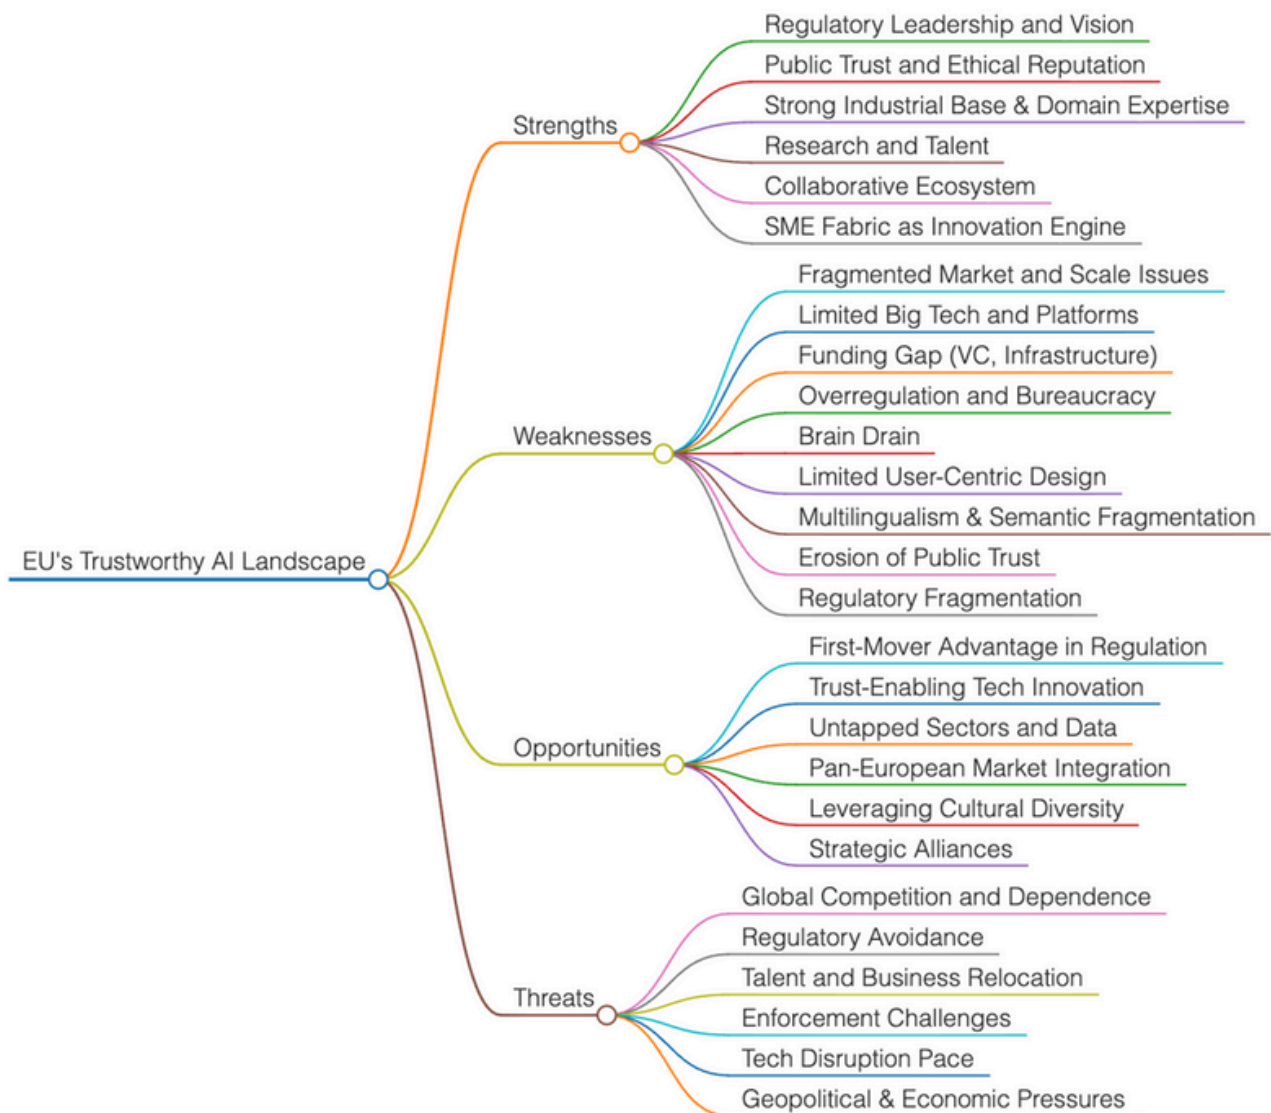 EU's Trustworthy AI Landscape
Strengths
Regulatory Leadership and Vision
Public Trust and Ethical Reputation
Strong Industrial Base & Domain Expertise
Research and Talent
Collaborative Ecosystem
SME Fabric as Innovation Engine
Weaknesses
Fragmented Market and Scale Issues
Limited Big Tech and Platforms
Funding Gap (VC, Infrastructure)
Overregulation and Bureaucracy
Brain Drain
Limited User-Centric Design
Multilingualism & Semantic Fragmentation
Erosion of Public Trust
Regulatory Fragmentation
Opportunities
First-Mover Advantage in Regulation
Trust-Enabling Tech Innovation
Untapped Sectors and Data
Pan-European Market Integration
Leveraging Cultural Diversity
Strategic Alliances
Threats
Global Competition and Dependence
Regulatory Avoidance
Talent and Business Relocation
Enforcement Challenges
Tech Disruption Pace
Geopolitical & Economic Pressures